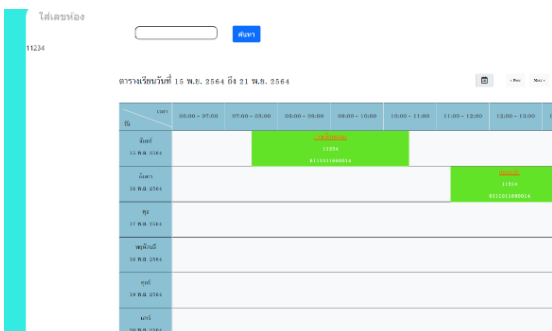 ใส่เลขห้อง
11234
ค้นหา
ตารางเรียนวันที่ 15 พ.ย. 2564 ถึง 21 พ.ย. 2564
เวลา
วัน
06:00 - 07:00
07:00 - 08:00
08:00 - 09:00
09:00 - 10:00
10:00 - 11:00
11:00 - 12:00
12:00 - 13:00
จันทร์
15 พ.ย. 2564
11234
อังคาร
16 พ.ย. 2564
11234
พุธ
17 พ.ย. 2564
พฤหัสบดี
18 พ.ย. 2564
ศุกร์
19 พ.ย. 2564
เสาร์
20 พ.ย. 2564